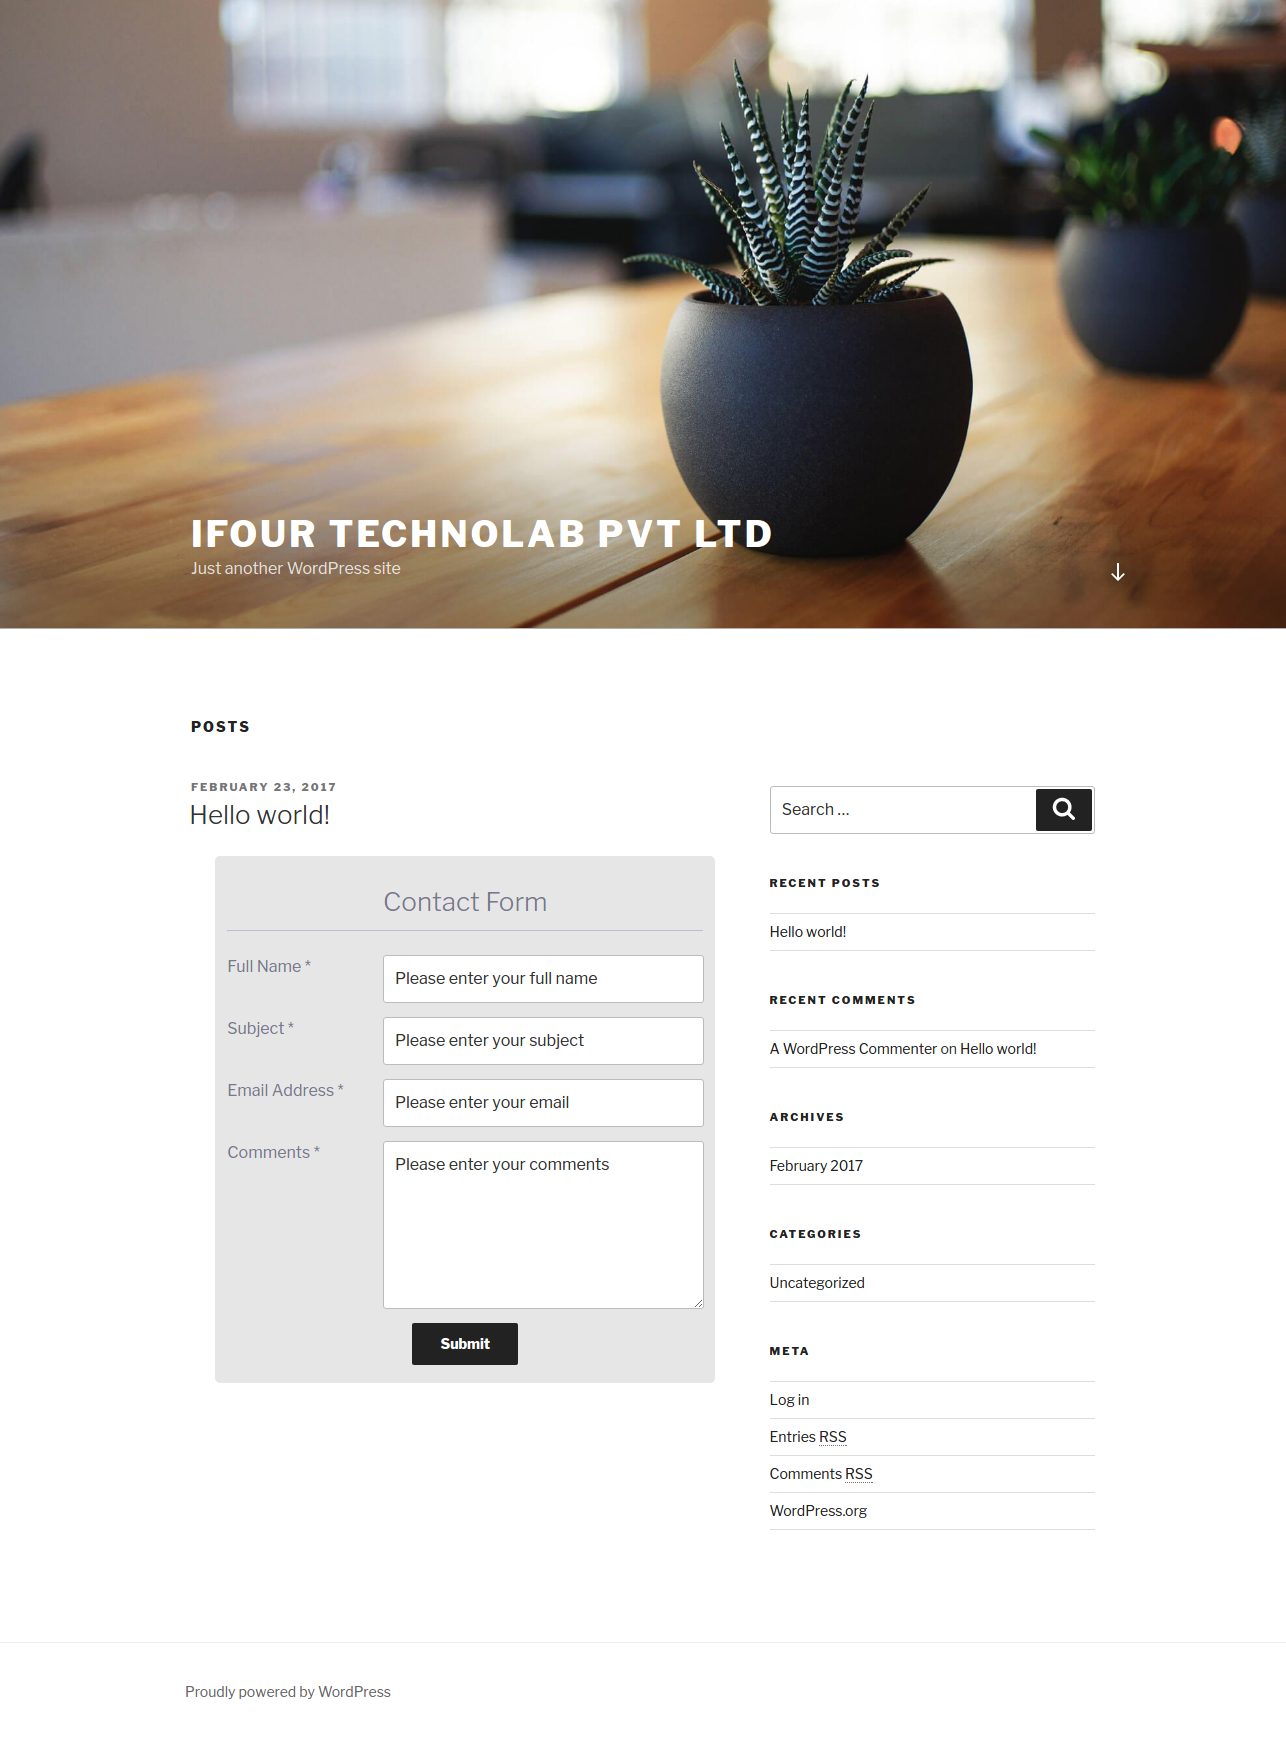 IFOUR TECHNOLAB PVT LTD
Just another WordPress site
POSTS
FEBRUARY 23, 2017
Hello world!
Contact Form
Full Name *
Please enter your full name
Subject *
Please enter your subject
Email Address *
Please enter your email
Comments *
Please enter your comments
Submit
Search …
RECENT POSTS
Hello world!
RECENT COMMENTS
A WordPress Commenter on Hello world!
ARCHIVES
February 2017
CATEGORIES
Uncategorized
META
Log in
Entries RSS
Comments RSS
WordPress.org
Proudly powered by WordPress